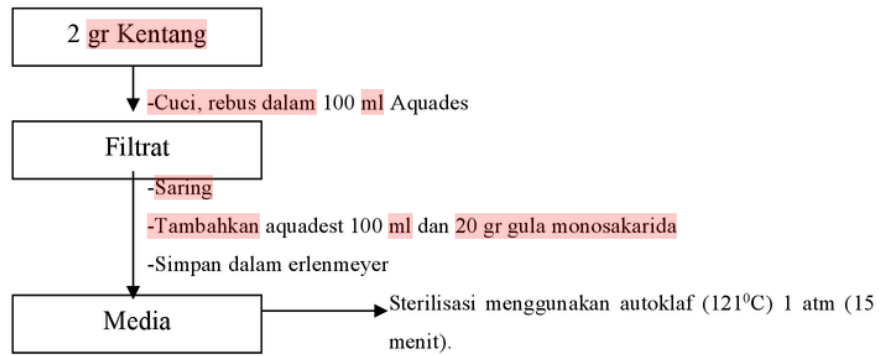 2 gr Kentang
-Cuci, rebus dalam 100 ml Aquades
Filtrat
-Saring
-Tambahkan aquadest 100 ml dan 20 gr gula monosakarida
-Simpan dalam erlenmeyer
Media
Sterilisasi menggunakan autoklaf (121⁰C) 1 atm (15
menit).